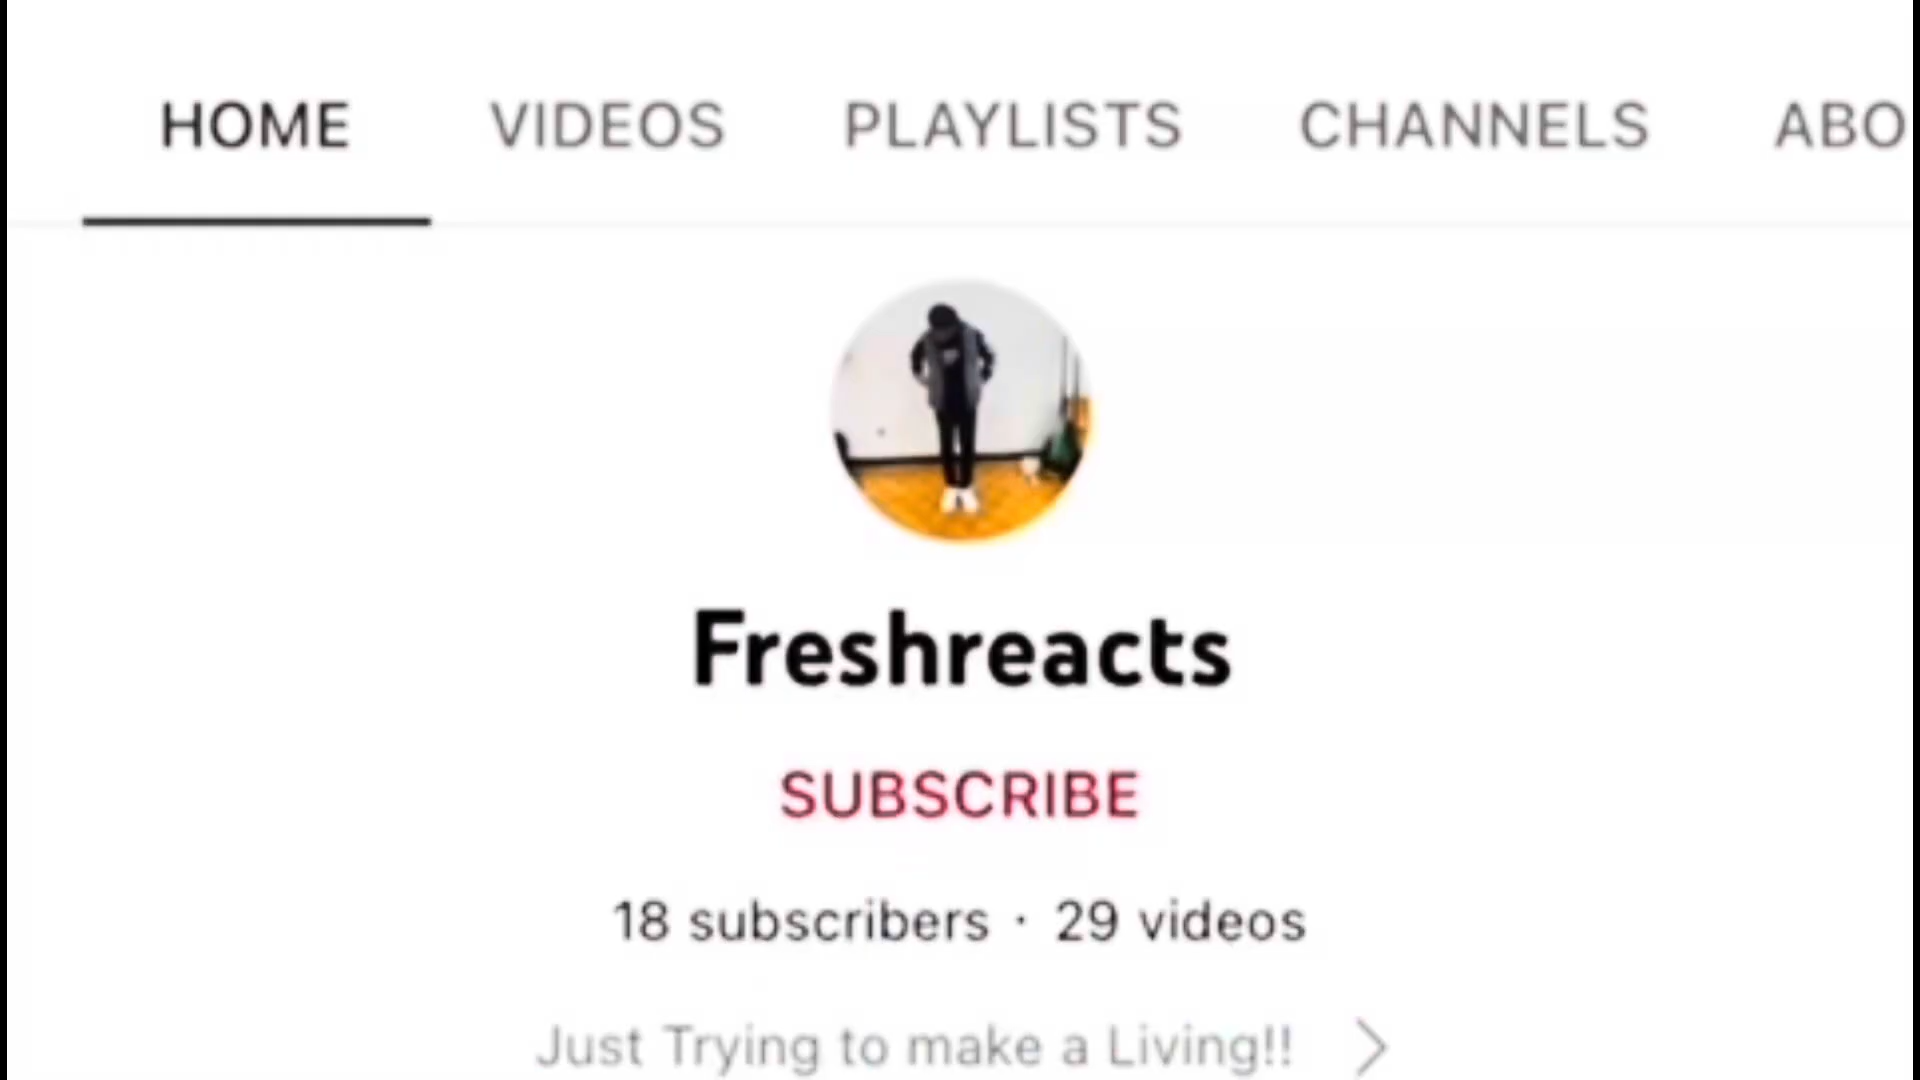 HOME VIDEOS PLAYLISTS CHANNELS ABO
Freshreacts
SUBSCRIBE
18 subscribers · 29 videos
Just Trying to make a Living!!